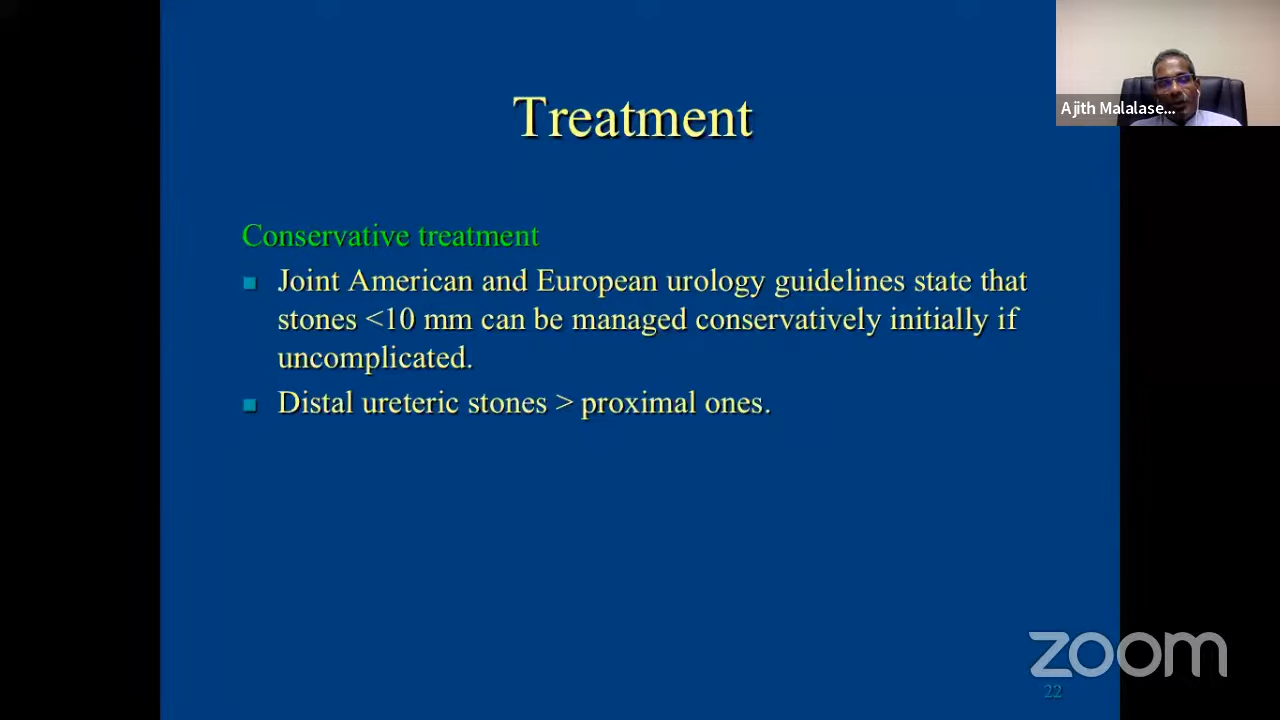 Ajith Malalase...
Treatment
Conservative treatment
Joint American and European urology guidelines state that
stones <10 mm can be managed conservatively initially if
uncomplicated.
Distal ureteric stones > proximal ones.
zoom
22